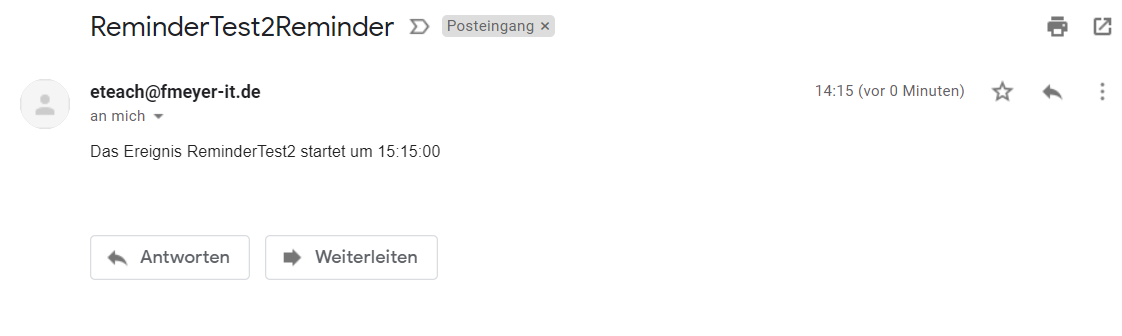 ReminderTest2Reminder Posteingang ×
eteach@fmeyer-it.de 14:15 (vor 0 Minuten)
an mich
Das Ereignis ReminderTest2 startet um 15:15:00
Antworten Weiterleiten